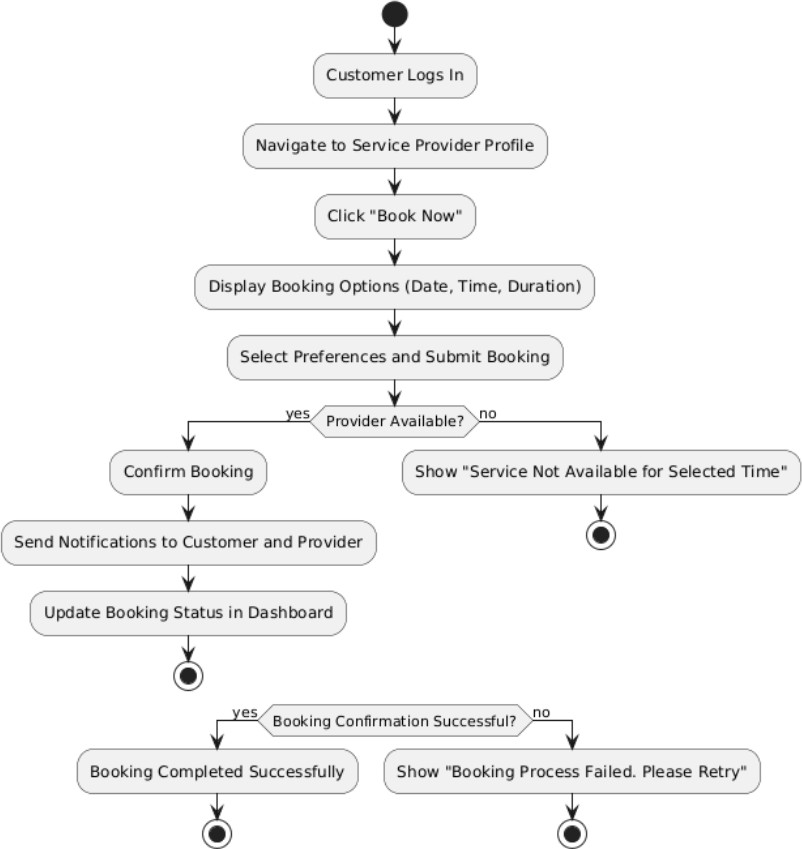 Customer Logs In
Navigate to Service Provider Profile
Click "Book Now"
Display Booking Options (Date, Time, Duration)
Select Preferences and Submit Booking
yes
Provider Available?
no
Confirm Booking
Show "Service Not Available for Selected Time"
Send Notifications to Customer and Provider
Update Booking Status in Dashboard
yes
Booking Confirmation Successful?
no
Booking Completed Successfully
Show "Booking Process Failed. Please Retry"